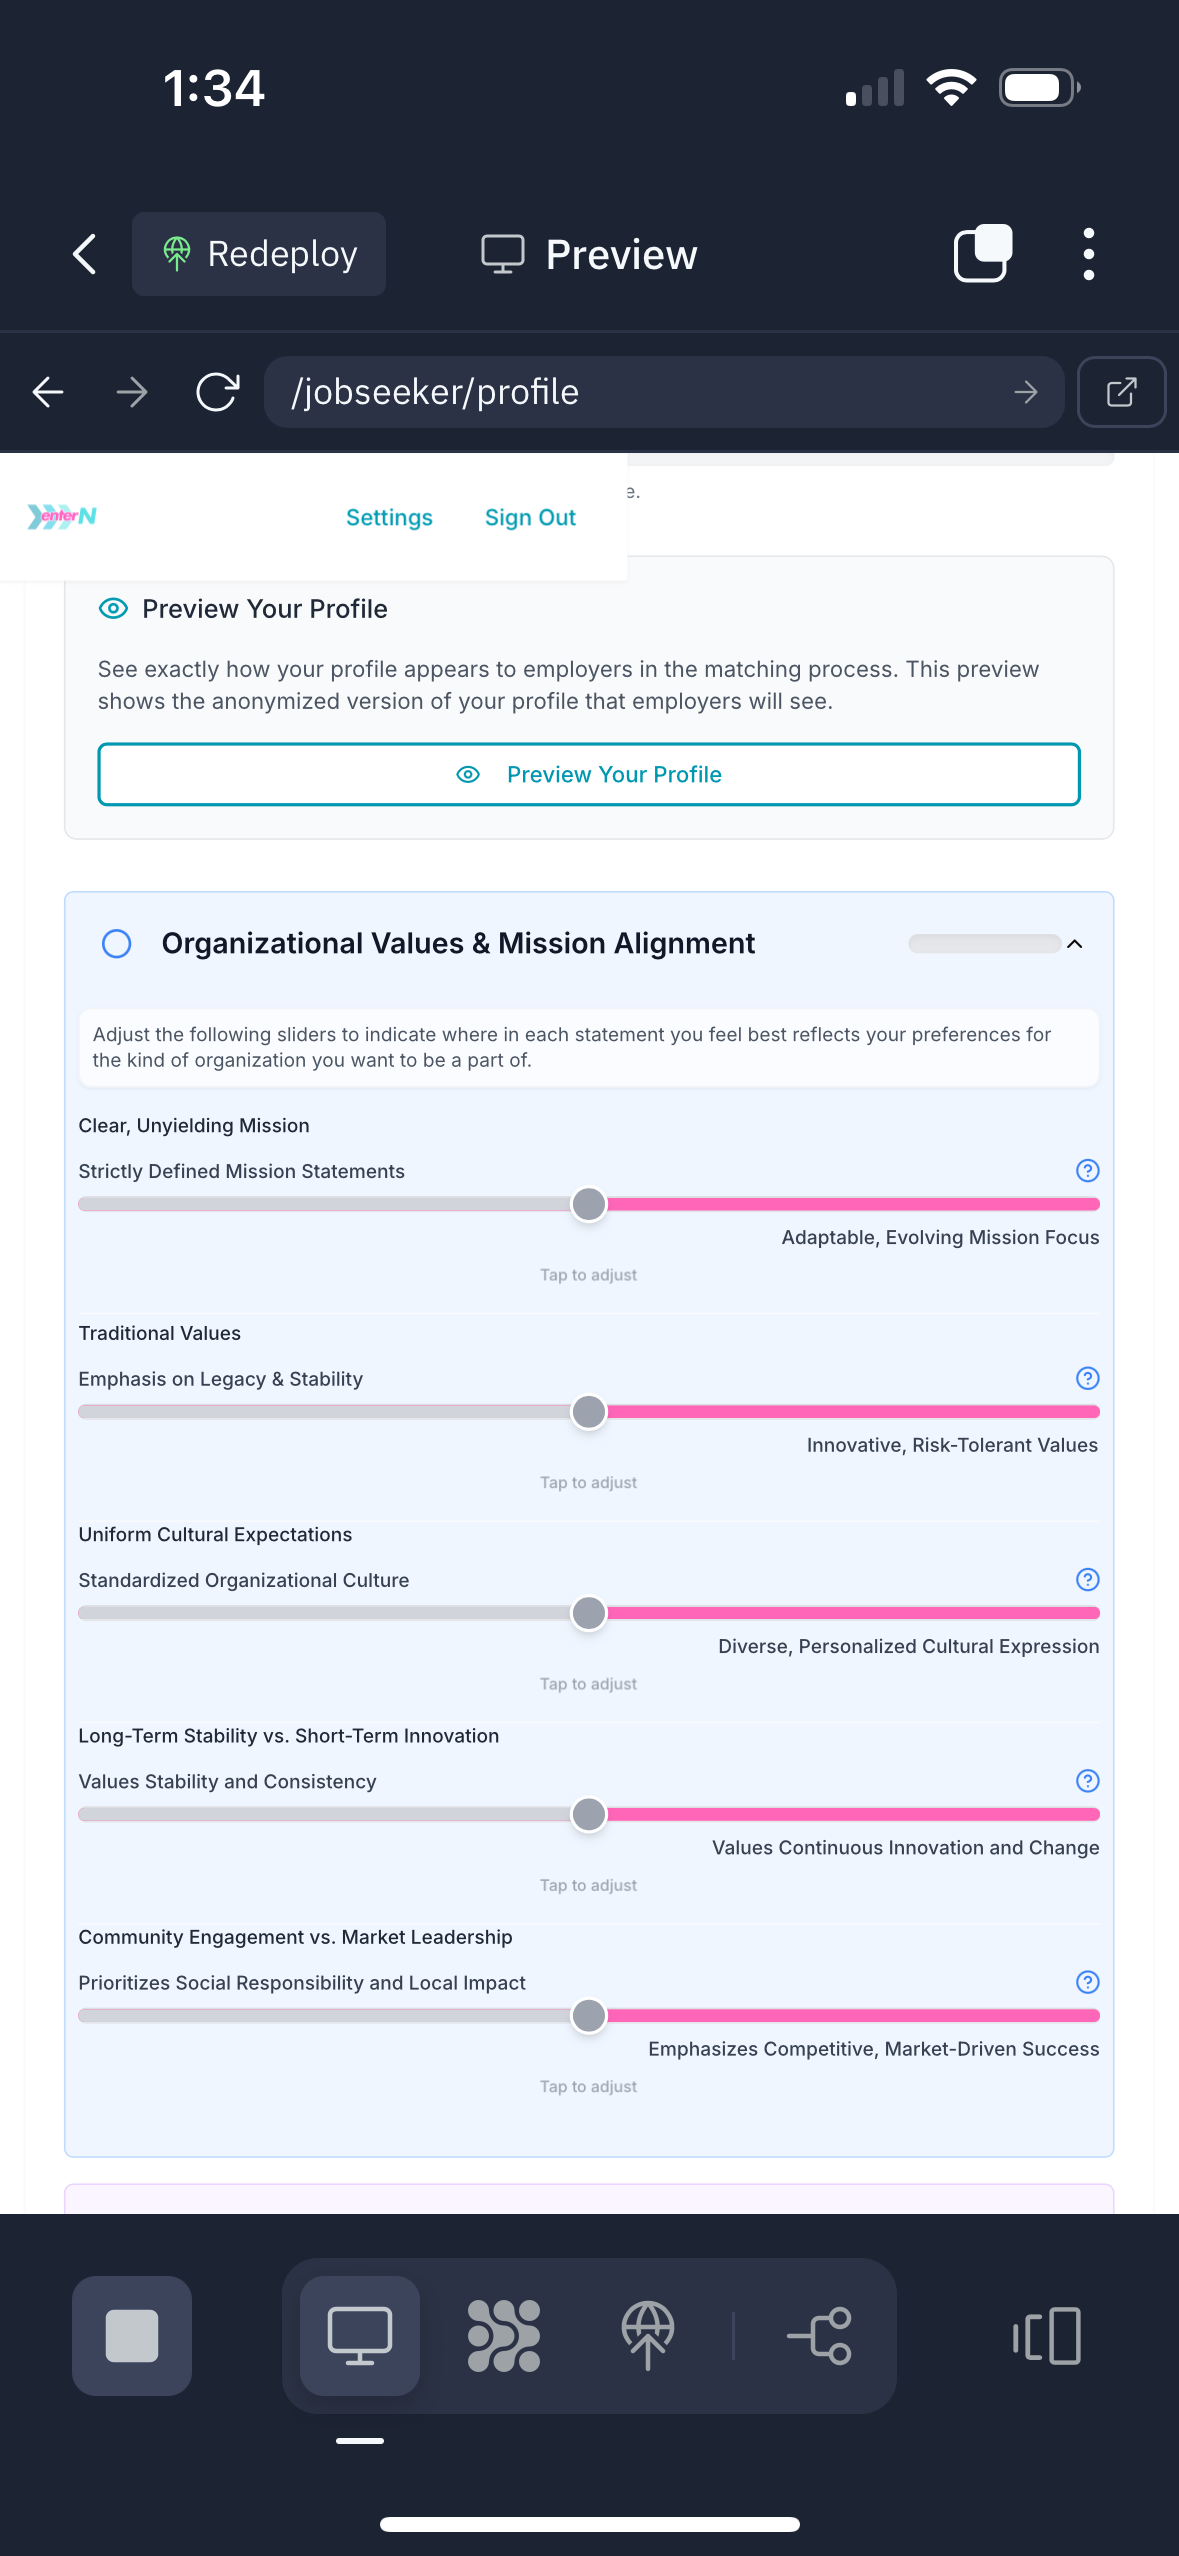 1:34
Redeploy
Preview
/jobseeker/profile
enterN
Settings
Sign Out
e.
Preview Your Profile
See exactly how your profile appears to employers in the matching process. This preview
shows the anonymized version of your profile that employers will see.
Preview Your Profile
Organizational Values & Mission Alignment
Adjust the following sliders to indicate where in each statement you feel best reflects your preferences for
the kind of organization you want to be a part of.
Clear, Unyielding Mission
Strictly Defined Mission Statements
Adaptable, Evolving Mission Focus
Tap to adjust
Traditional Values
Emphasis on Legacy & Stability
Innovative, Risk-Tolerant Values
Tap to adjust
Uniform Cultural Expectations
Standardized Organizational Culture
Diverse, Personalized Cultural Expression
Tap to adjust
Long-Term Stability vs. Short-Term Innovation
Values Stability and Consistency
Values Continuous Innovation and Change
Tap to adjust
Community Engagement vs. Market Leadership
Prioritizes Social Responsibility and Local Impact
Emphasizes Competitive, Market-Driven Success
Tap to adjust